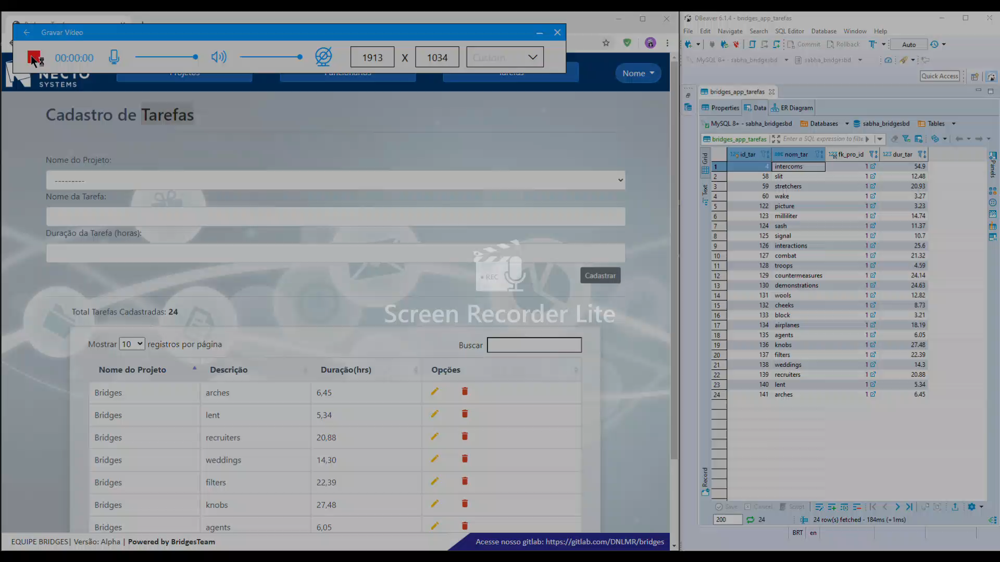 Gravar Vídeo
00:00:00
1913 X 1034 Custom
NECTO
SYSTEMS
Projetos Funcionários Tarefas Nome
Cadastro de Tarefas
Nome do Projeto:
---------
Nome da Tarefa:
Duração da Tarefa (horas):
Cadastrar
• REC
Screen Recorder Lite
Total Tarefas Cadastradas: 24
Mostrar 10 registros por página
Buscar
Nome do Projeto Descrição Duração(hrs) Opções
Bridges arches 6,45
Bridges lent 5,34
Bridges recruiters 20,88
Bridges weddings 14,30
Bridges filters 22,39
Bridges knobs 27,48
Bridges agents 6,05
EQUIPE BRIDGES| Versão: Alpha | Powered by BridgesTeam
Acesse nosso gitlab: https://gitlab.com/DNLMR/bridges
DBeaver 6.1.4 - bridges_app_tarefas
File Edit Navigate Search SQL Editor Database Window Help
Commit Rollback Auto
MySQL 8+ - sabha_bridgesbd sabha_bridgesbd
Quick Access
bridges_app_tarefas
Properties Data ER Diagram
MySQL 8+ - sabha_bridgesbd Databases sabha_bridgesbd Tables
bridges_app_tarefas Enter a SQL expression to filte
Grid
Text
Record
Panels
123 id_tar ABC nom_tar 123 fk_pro_id 123 dur_tar
1 4 intercoms 1 54.9
2 58 slit 1 12.48
3 59 stretchers 1 20.93
4 60 wake 1 3.27
5 122 picture 1 3.23
6 123 milliliter 1 14.74
7 124 sash 1 11.37
8 125 signal 1 10.7
9 126 interactions 1 25.6
10 127 combat 1 21.32
11 128 troops 1 4.59
12 129 countermeasures 1 24.14
13 130 demonstrations 1 24.63
14 131 wools 1 12.82
15 132 cheeks 1 8.73
16 133 block 1 3.21
17 134 airplanes 1 18.19
18 135 agents 1 6.05
19 136 knobs 1 27.48
20 137 filters 1 22.39
21 138 weddings 1 14.3
22 139 recruiters 1 20.88
23 140 lent 1 5.34
24 141 arches 1 6.45
Save Cancel Script
200 24 24 row(s) fetched - 184ms (+1ms)
BRT en